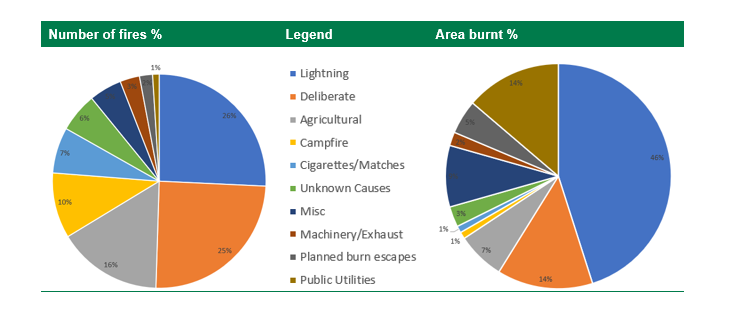 Number of fires % Legend Area burnt %
1%
26%
25%
16%
10%
7%
6%
3%
Lightning
Deliberate
Agricultural
Campfire
Cigarettes/Matches
Unknown Causes
Misc
Machinery/Exhaust
Planned burn escapes
Public Utilities
46%
14%
7%
1%
1%
3%
5%
14%